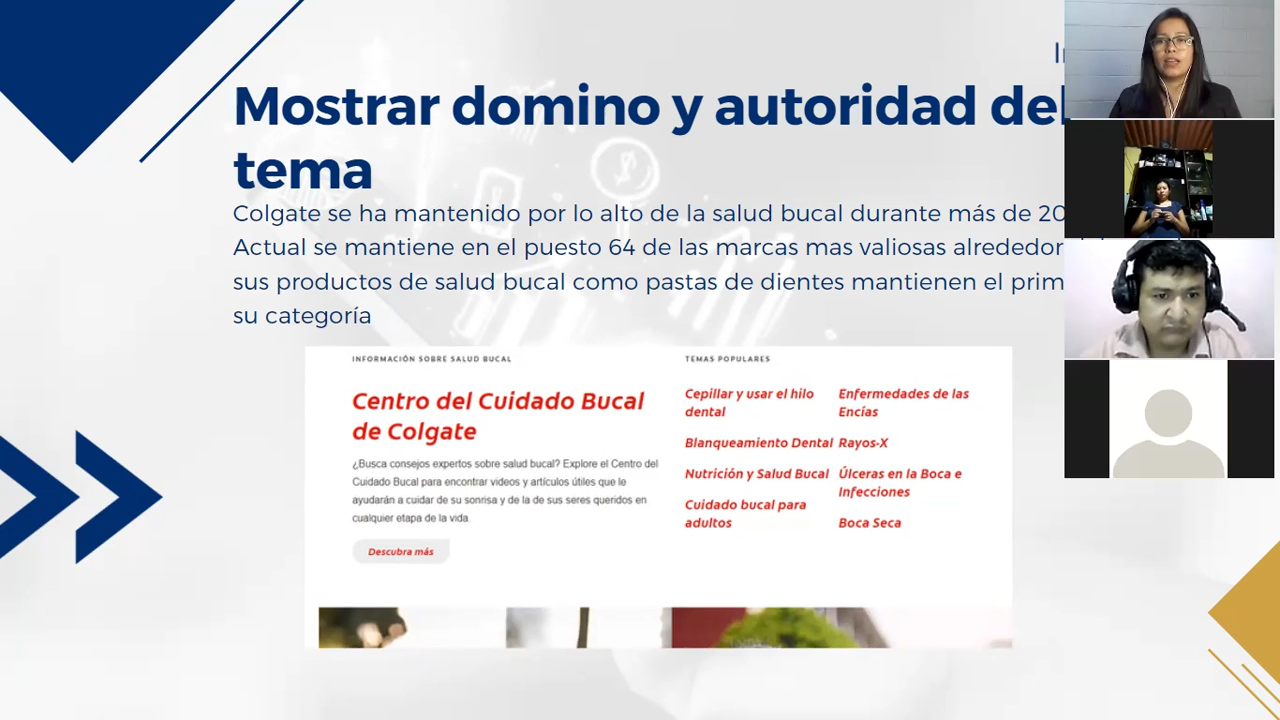 Mostrar domino y autoridad del
tema
Colgate se ha mantenido por lo alto de la salud bucal durante más de
Actual se mantiene en el puesto 64 de las marcas mas valiosas alrededor
sus productos de salud bucal como pastas de dientes mantienen el
su categoría
INFORMACIÓN SOBRE SALUD BUCAL
Centro del Cuidado Bucal
de Colgate
¿Busca consejos expertos sobre salud bucal? Explore el Centro del
Cuidado Bucal para encontrar videos y artículos útiles que le
ayudarán a cuidar de su sonrisa y de la de sus seres queridos en
cualquier etapa de la vida.
Descubra más
TEMAS POPULARES
Cepillar y usar el hilo
dental
Blanqueamiento Dental
Nutrición y Salud Bucal
Cuidado bucal para
adultos
Enfermedades de las
Encías
Rayos-X
Úlceras en la Boca e
Infecciones
Boca Seca